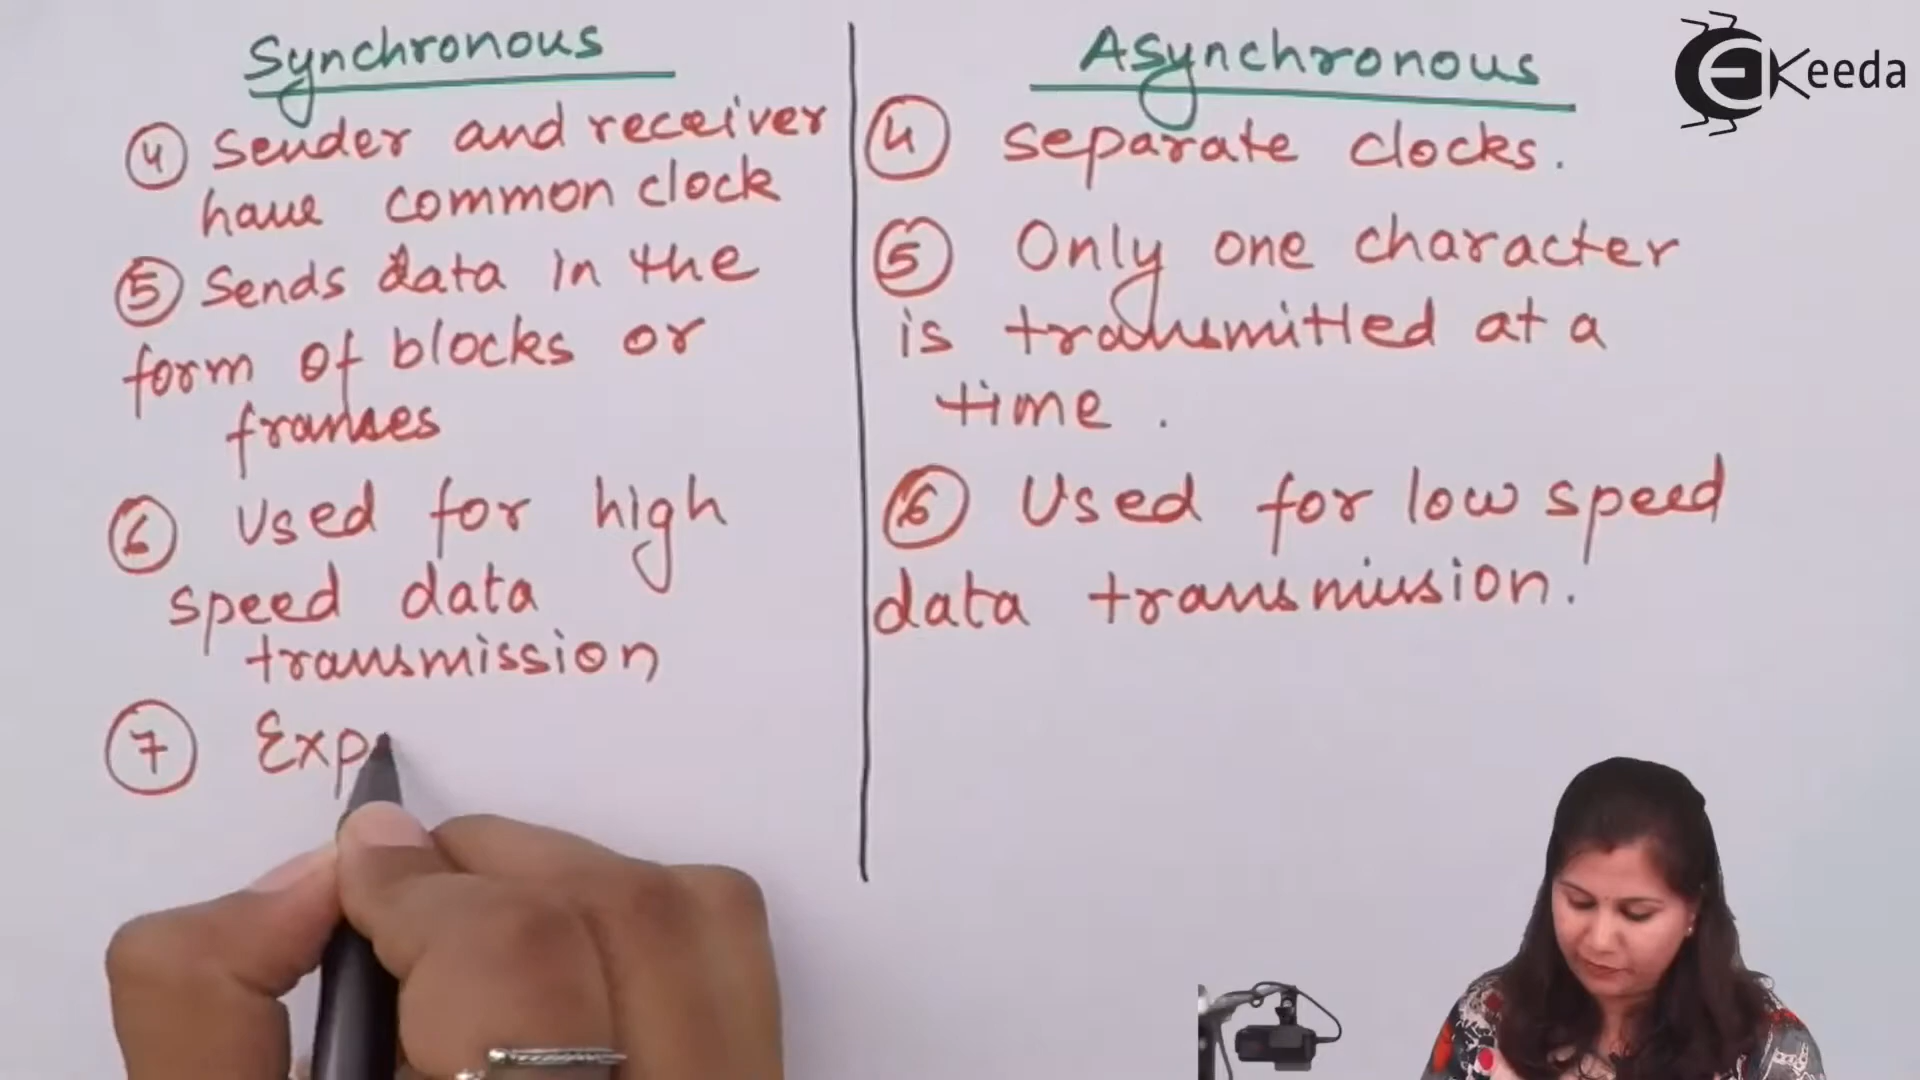 Synchronous
④ Sender and receiver
have common clock
⑤ Sends data in the
form of blocks or
frames
⑥ Used for high
speed data
transmission
⑦ Exp
Asynchronous
④ Separate clocks.
⑤ Only one character
is transmitted at a
time.
⑥ Used for low speed
data transmission.
EKeeda